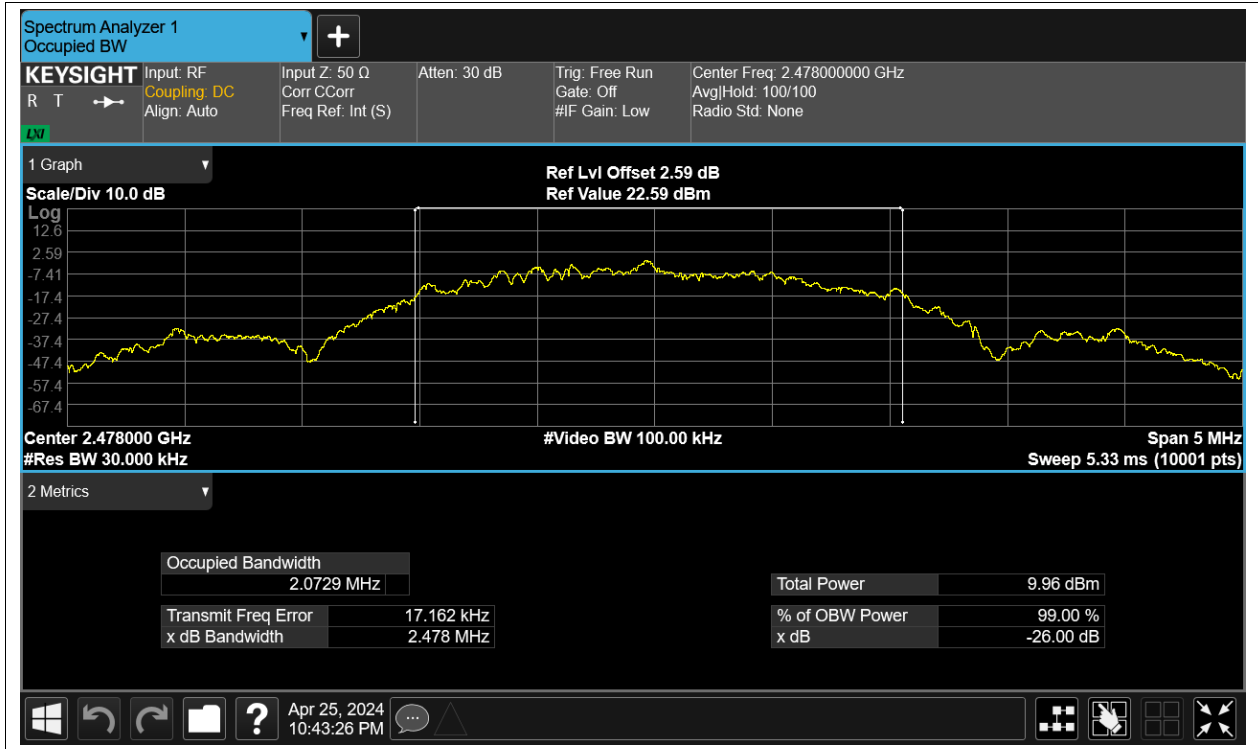 Spectrum Analyzer 1
Occupied BW
KEYSIGHT
R T
LXI
Input: RF
Coupling: DC
Align: Auto
Input Z: 50 Ω
Corr CCorr
Freq Ref: Int (S)
Atten: 30 dB
Trig: Free Run
Gate: Off
#IF Gain: Low
Center Freq: 2.478000000 GHz
Avg|Hold: 100/100
Radio Std: None
1 Graph
Scale/Div 10.0 dB
Ref Lvl Offset 2.59 dB
Ref Value 22.59 dBm
Log
12.6
2.59
-7.41
-17.4
-27.4
-37.4
-47.4
-57.4
-67.4
Center 2.478000 GHz
#Res BW 30.000 kHz
#Video BW 100.00 kHz
Span 5 MHz
Sweep 5.33 ms (10001 pts)
2 Metrics
Occupied Bandwidth
2.0729 MHz
Transmit Freq Error 17.162 kHz
x dB Bandwidth 2.478 MHz
Total Power 9.96 dBm
% of OBW Power 99.00 %
x dB -26.00 dB
?
Apr 25, 2024
10:43:26 PM